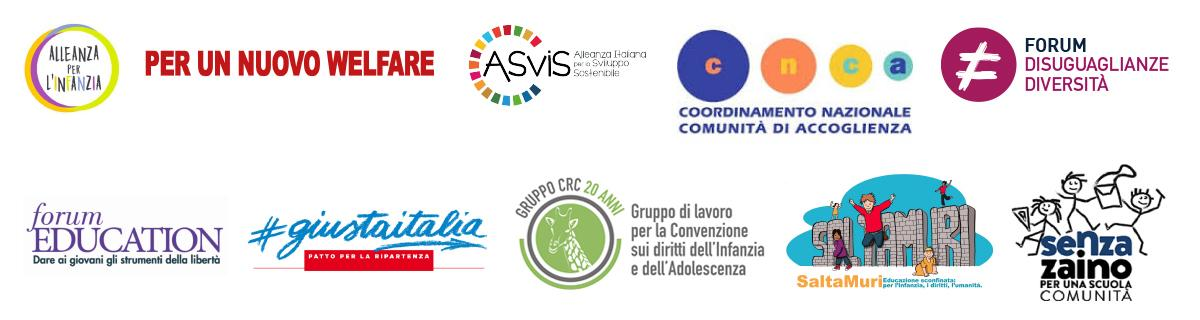 ALLEANZA
PER
L'INFANZIA
PER UN NUOVO WELFARE
ASviS
Alleanza Italiana
per lo Sviluppo
Sostenibile
c n c a
COORDINAMENTO NAZIONALE
COMUNITÀ DI ACCOGLIENZA
≠
FORUM
DISUGUAGLIANZE
DIVERSITÀ
forum
EDUCATION
Dare ai giovani gli strumenti della libertà
#giustaitalia
PATTO PER LA RIPARTENZA
GRUPPO CRC 20 ANNI
Gruppo di lavoro
per la Convenzione
sui diritti dell'Infanzia
e dell'Adolescenza
SALTAMURI
SaltaMuri Educazione sconfinata:
per l'infanzia, i diritti, l'umanità.
senza
zaino
PER UNA SCUOLA
COMUNITÀ